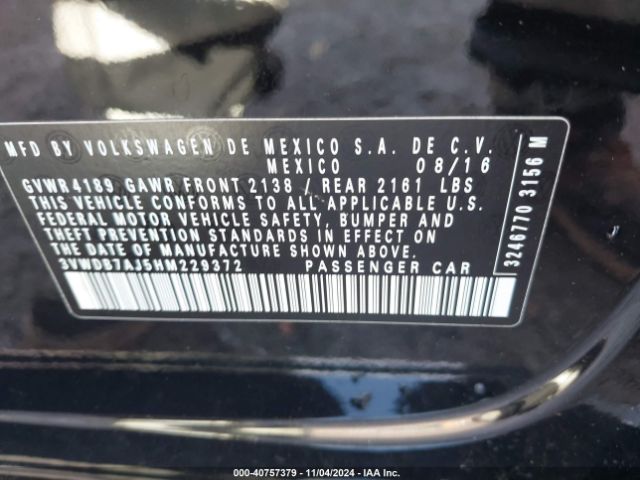 MFD BY VOLKSWAGEN DE MEXICO S.A. DE C.V.
MEXICO 08/16
GVWR 4189 GAWR FRONT 2138 / REAR 2161 LBS
THIS VEHICLE CONFORMS TO ALL APPLICABLE U.S.
FEDERAL MOTOR VEHICLE SAFETY, BUMPER AND
THEFT PREVENTION STANDARDS IN EFFECT ON
THE DATE OF MANUFACTURE SHOWN ABOVE.
3VWDB7AJ5HM229372 PASSENGER CAR
3246770 3156 M
000-40757379 • 11/04/2024 • IAA Inc.